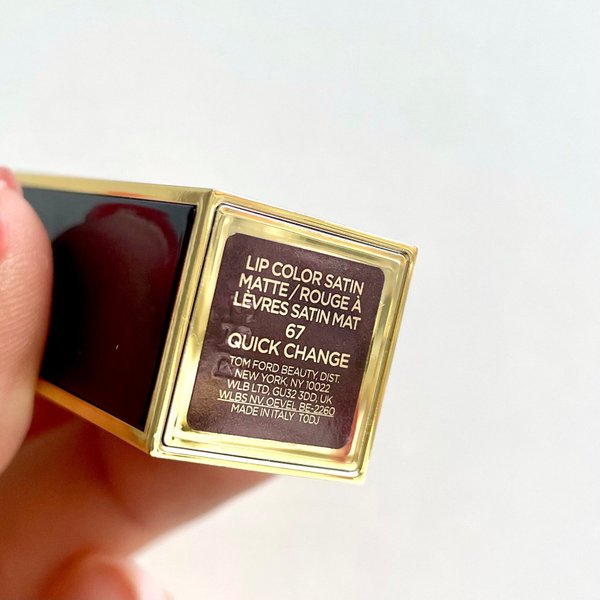 LIP COLOR SATIN
MATTE / ROUGE À
LÈVRES SATIN MAT
67
QUICK CHANGE
TOM FORD BEAUTY, DIST.
NEW YORK, NY 10022
WLB LTD, GU32 3DD, UK
WLBS NV. OEVEL BE-2260
MADE IN ITALY T0DJ